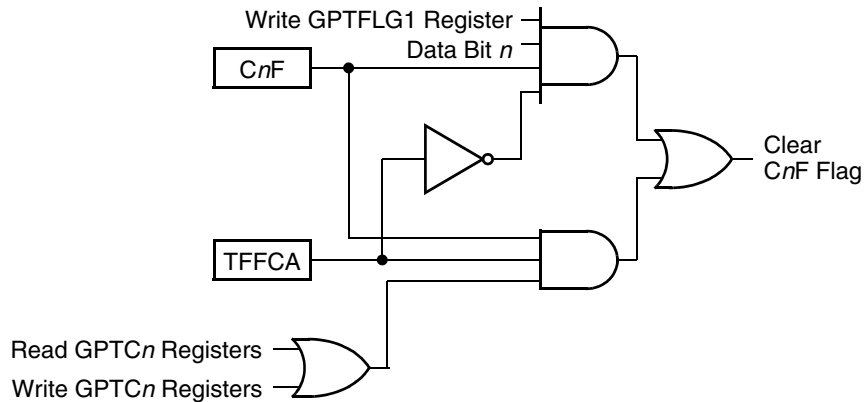 Write GPTFLG1 Register
Data Bit n
CnF
Clear
CnF Flag
TFFCA
Read GPTCn Registers
Write GPTCn Registers